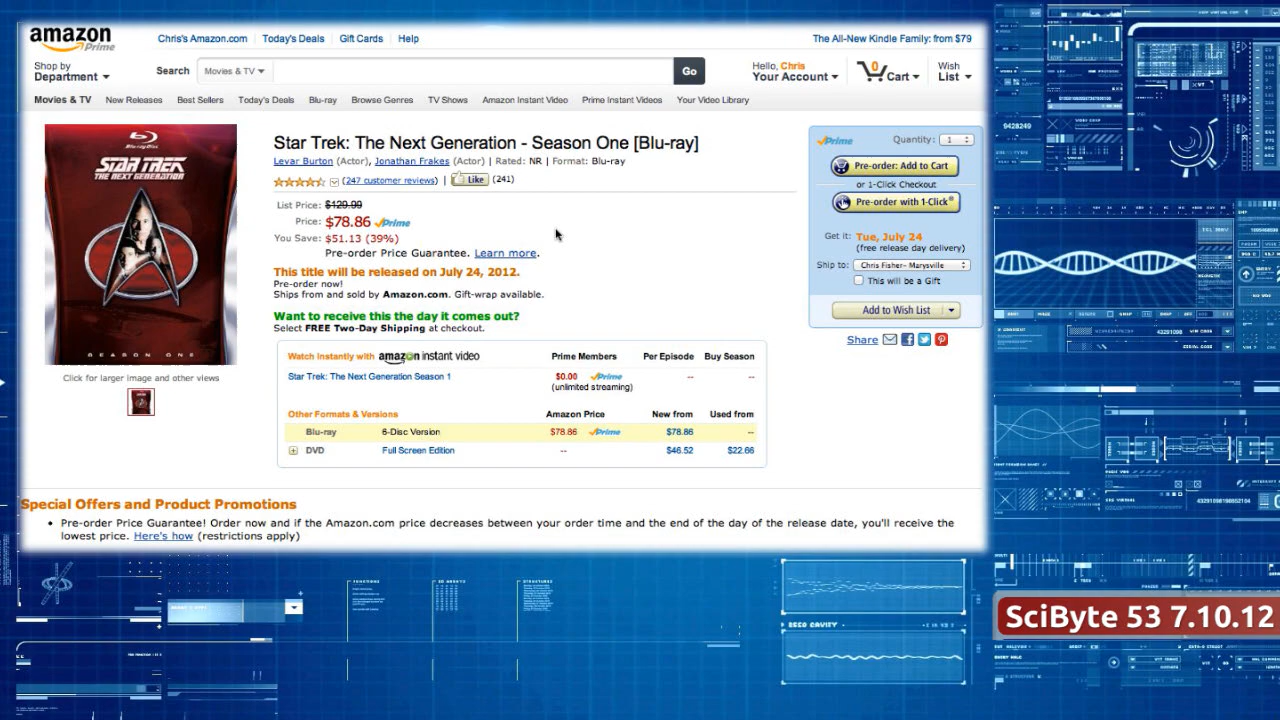 amazon Prime
Chris's Amazon.com Today's Deals Gift Cards Help
The All-New Kindle Family: from $79
Shop by
Department
Search Movies & TV Go
Hello, Chris
Your Account
0
Cart
Wish
List
Movies & TV New Releases Best Sellers Today's Deals Blu-ray Browse Genres TV Shows Amazon Instant Video Prime Instant Videos Your Video Library
Blu-ray Disc
STAR TREK
THE NEXT GENERATION
SEASON ONE
Click for larger image and other views
Star Trek: The Next Generation - Season One [Blu-ray]
Levar Burton (Actor), Jonathan Frakes (Actor) | Rated: NR | Format: Blu-ray
(247 customer reviews) | Like (241)
List Price: $129.99
Price: $78.86 Prime
You Save: $51.13 (39%)
Pre-order Price Guarantee. Learn more.
This title will be released on July 24, 2012.
Pre-order now!
Ships from and sold by Amazon.com. Gift-wrap available.
Want to receive this the day it comes out?
Select FREE Two-Day Shipping at checkout.
Prime Quantity: 1
Pre-order: Add to Cart
or 1-Click Checkout
Pre-order with 1-Click®
Get it: Tue, July 24
(free release day delivery)
Ship to: Chris Fisher- Marysville
This will be a Gift
Add to Wish List
Share
Watch Instantly with amazon instant video Prime Members Per Episode Buy Season
Star Trek: The Next Generation Season 1 $0.00 Prime -- --
(unlimited streaming)
Other Formats & Versions Amazon Price New from Used from
Blu-ray 6-Disc Version $78.86 Prime $78.86 --
DVD Full Screen Edition -- $46.52 $22.66
Special Offers and Product Promotions
• Pre-order Price Guarantee! Order now and if the Amazon.com price decreases between your order time and the end of the day of the release date, you'll receive the
lowest price. Here's how (restrictions apply)
9428249
SciByte 53 7.10.12